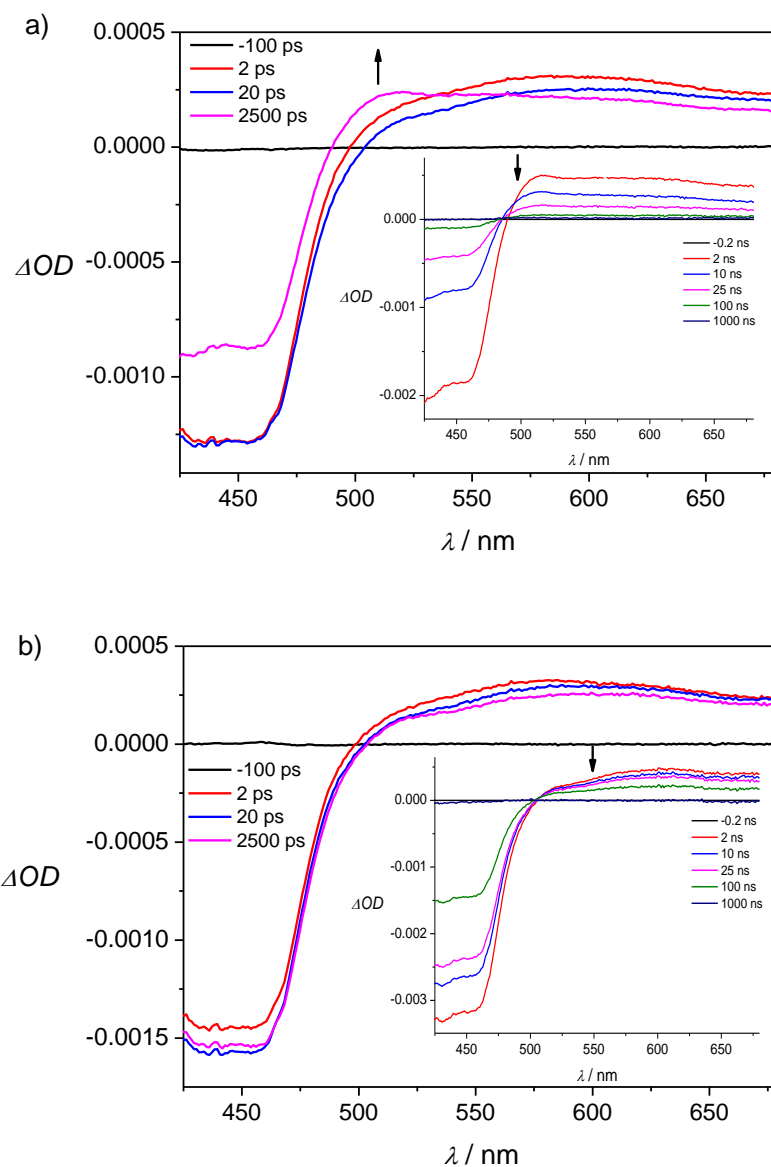 a)
0.0005
0.0000
-0.0005
-0.0010
ΔOD
-100 ps
2 ps
20 ps
2500 ps
0.000
-0.001
-0.002
ΔOD
-0.2 ns
2 ns
10 ns
25 ns
100 ns
1000 ns
450 500 550 600 650
λ / nm
450 500 550 600 650
λ / nm
b)
0.0005
0.0000
-0.0005
-0.0010
-0.0015
ΔOD
-100 ps
2 ps
20 ps
2500 ps
0.000
-0.001
-0.002
-0.003
ΔOD
-0.2 ns
2 ns
10 ns
25 ns
100 ns
1000 ns
450 500 550 600 650
λ / nm
450 500 550 600 650
λ / nm